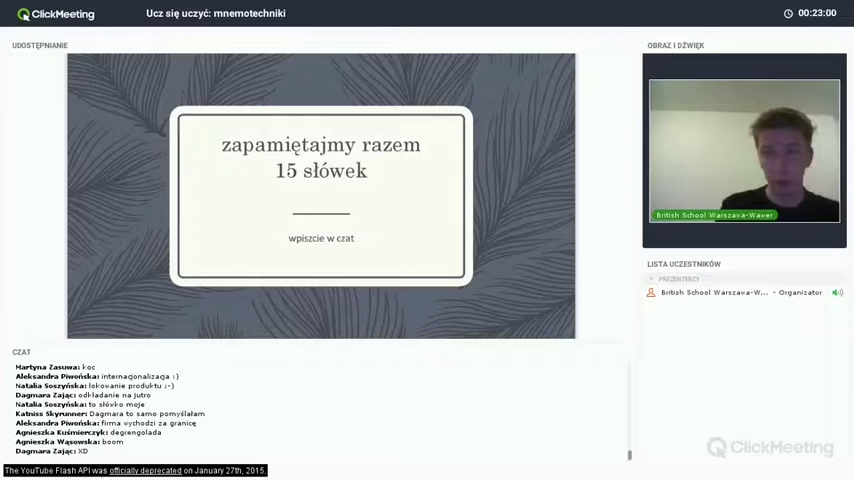 ClickMeeting
Ucz się uczyć: mnemotechniki
00:23:00
UDOSTĘPNIANIE
OBRAZ I DŹWIĘK
zapamiętajmy razem
15 słówek
wpiszcie w czat
British School Warszawa-Wawer
LISTA UCZESTNIKÓW
PREZENTERZY
British School Warszawa-W... - Organizator
CZAT
Martyna Zasuwa: koc
Aleksandra Piwońska: internacjonalizacja :)
Natalia Soszyńska: lokowanie produktu ;-)
Dagmara Zając: odkładanie na jutro
Natalia Soszyńska: to słówko moje
Katniss Skyrunner: Dagmara to samo pomyślałam
Aleksandra Piwońska: firma wychodzi za granicę
Agnieszka Kuśmierczyk: degrengolada
Agnieszka Wąsowska: boom
Dagmara Zając: XD
ClickMeeting
The YouTube Flash API was officially deprecated on January 27th, 2015.